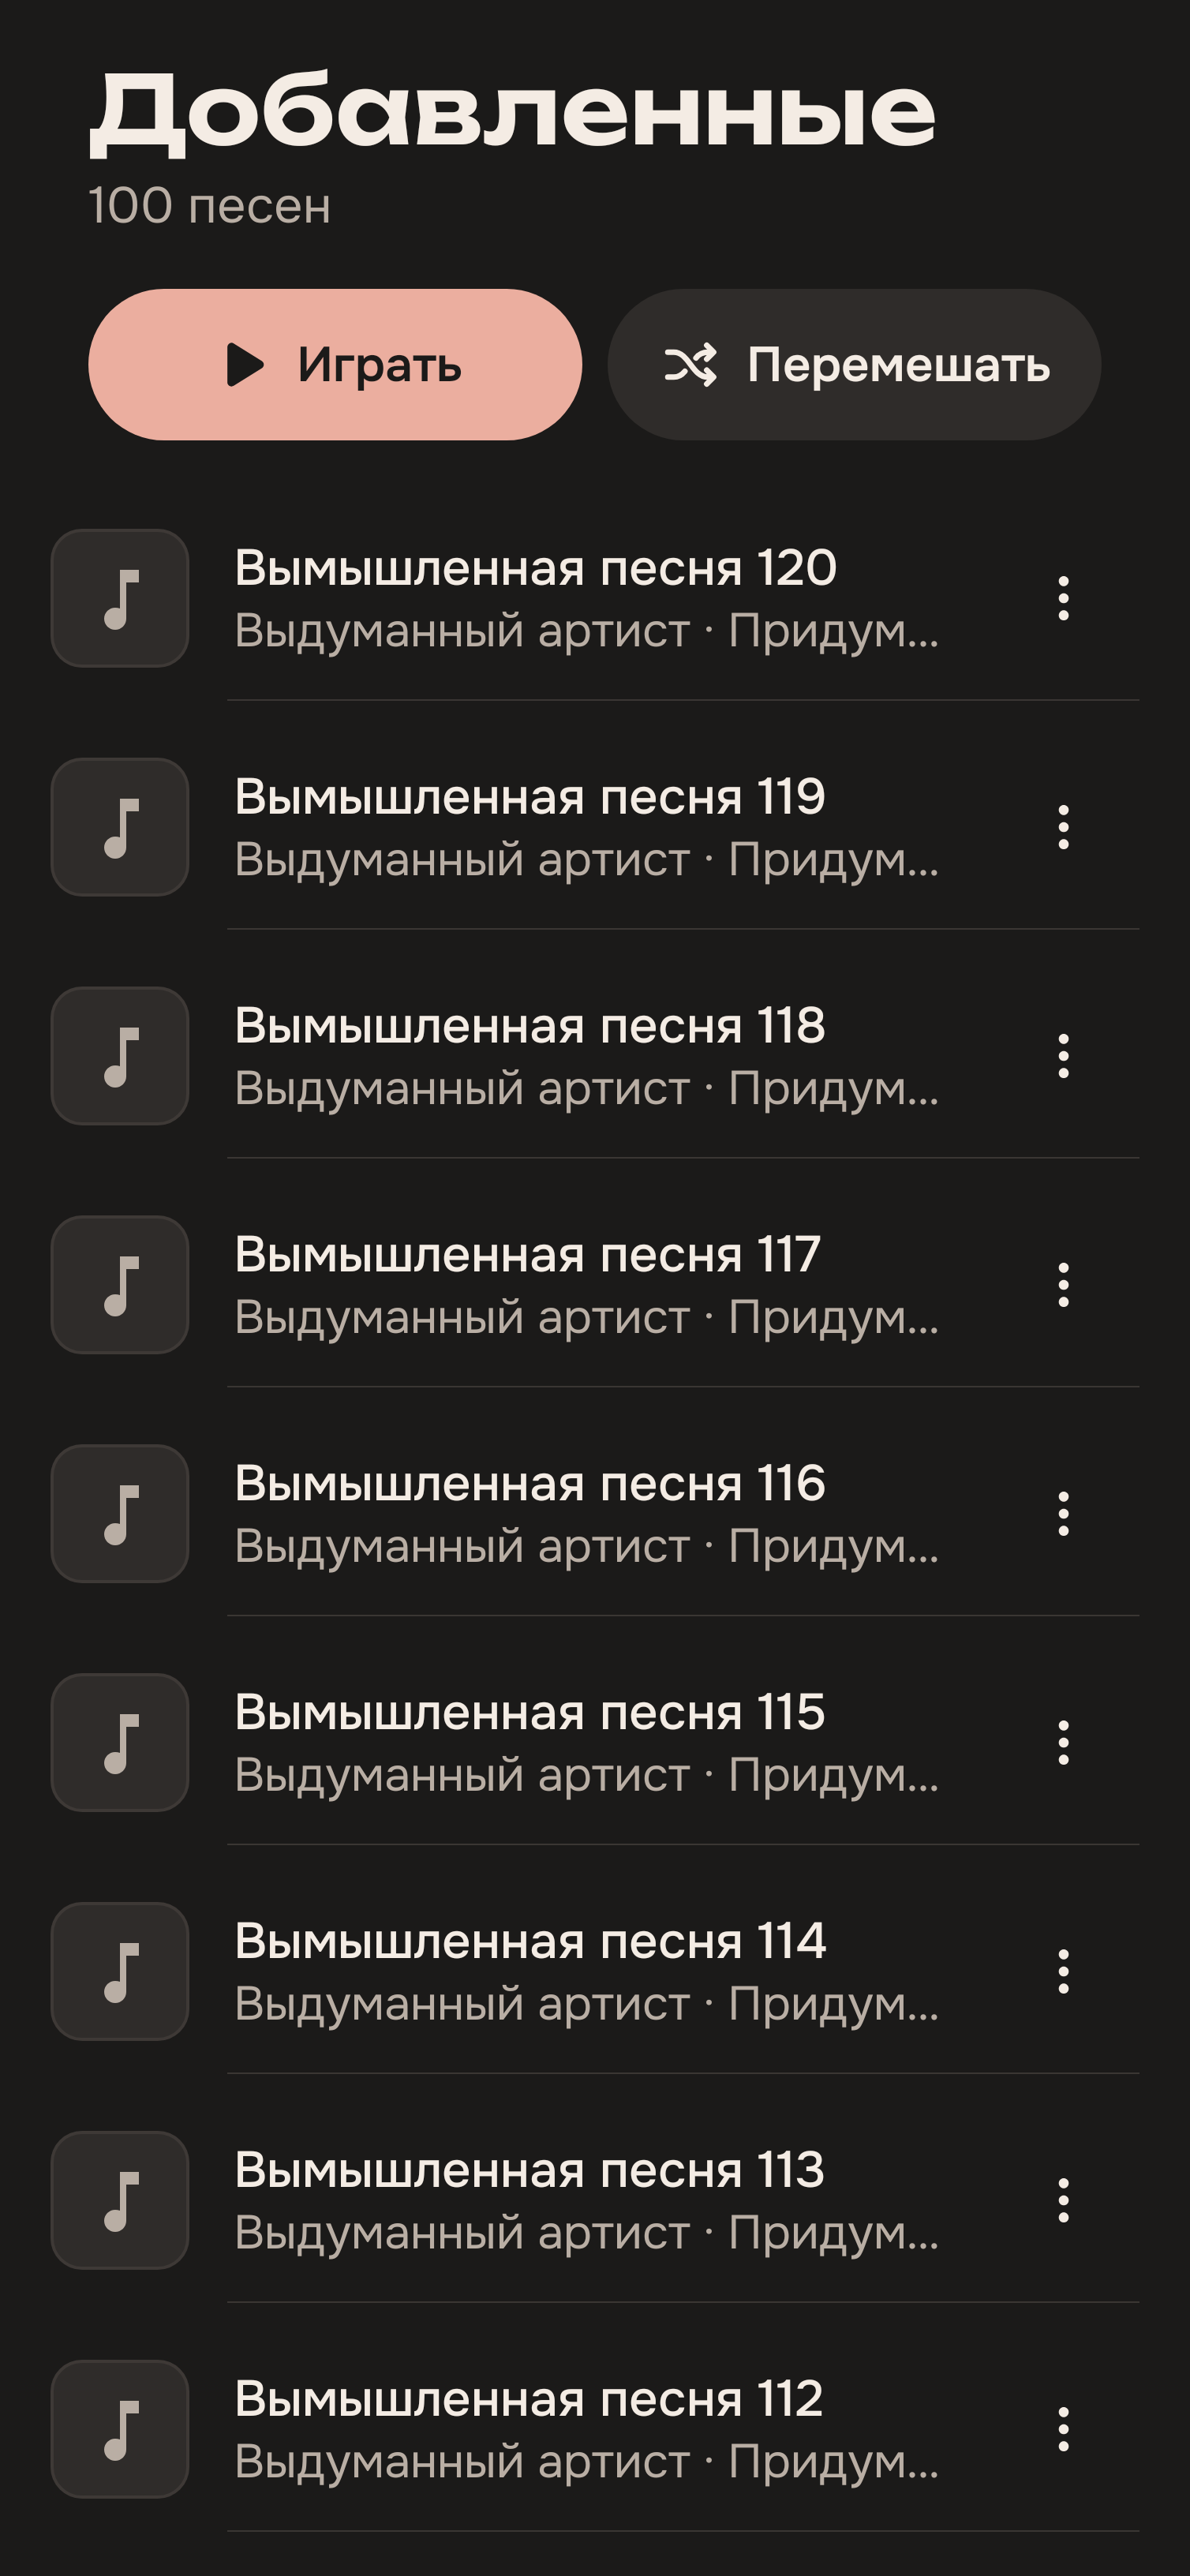 Добавленные
100 песен
Играть
Перемешать
Вымышленная песня 120
Выдуманный артист · Придум...
Вымышленная песня 119
Выдуманный артист · Придум...
Вымышленная песня 118
Выдуманный артист · Придум...
Вымышленная песня 117
Выдуманный артист · Придум...
Вымышленная песня 116
Выдуманный артист · Придум...
Вымышленная песня 115
Выдуманный артист · Придум...
Вымышленная песня 114
Выдуманный артист · Придум...
Вымышленная песня 113
Выдуманный артист · Придум...
Вымышленная песня 112
Выдуманный артист · Придум...